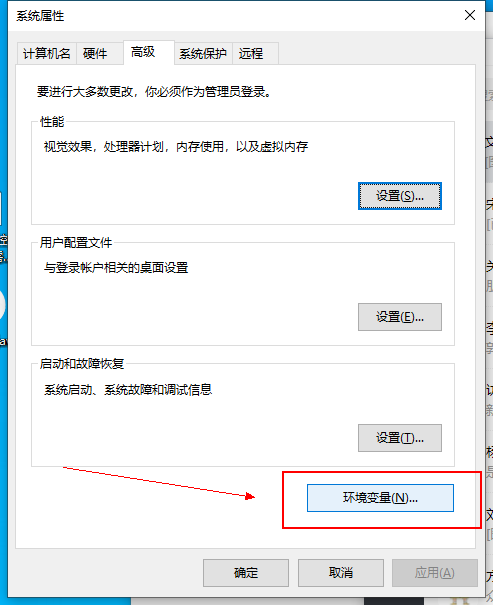 系统属性
计算机名 硬件 高级 系统保护 远程
要进行大多数更改，你必须作为管理员登录。
性能
视觉效果，处理器计划，内存使用，以及虚拟内存
设置(S)...
用户配置文件
与登录帐户相关的桌面设置
设置(E)...
启动和故障恢复
系统启动、系统故障和调试信息
设置(T)...
环境变量(N)...
确定 取消 应用(A)